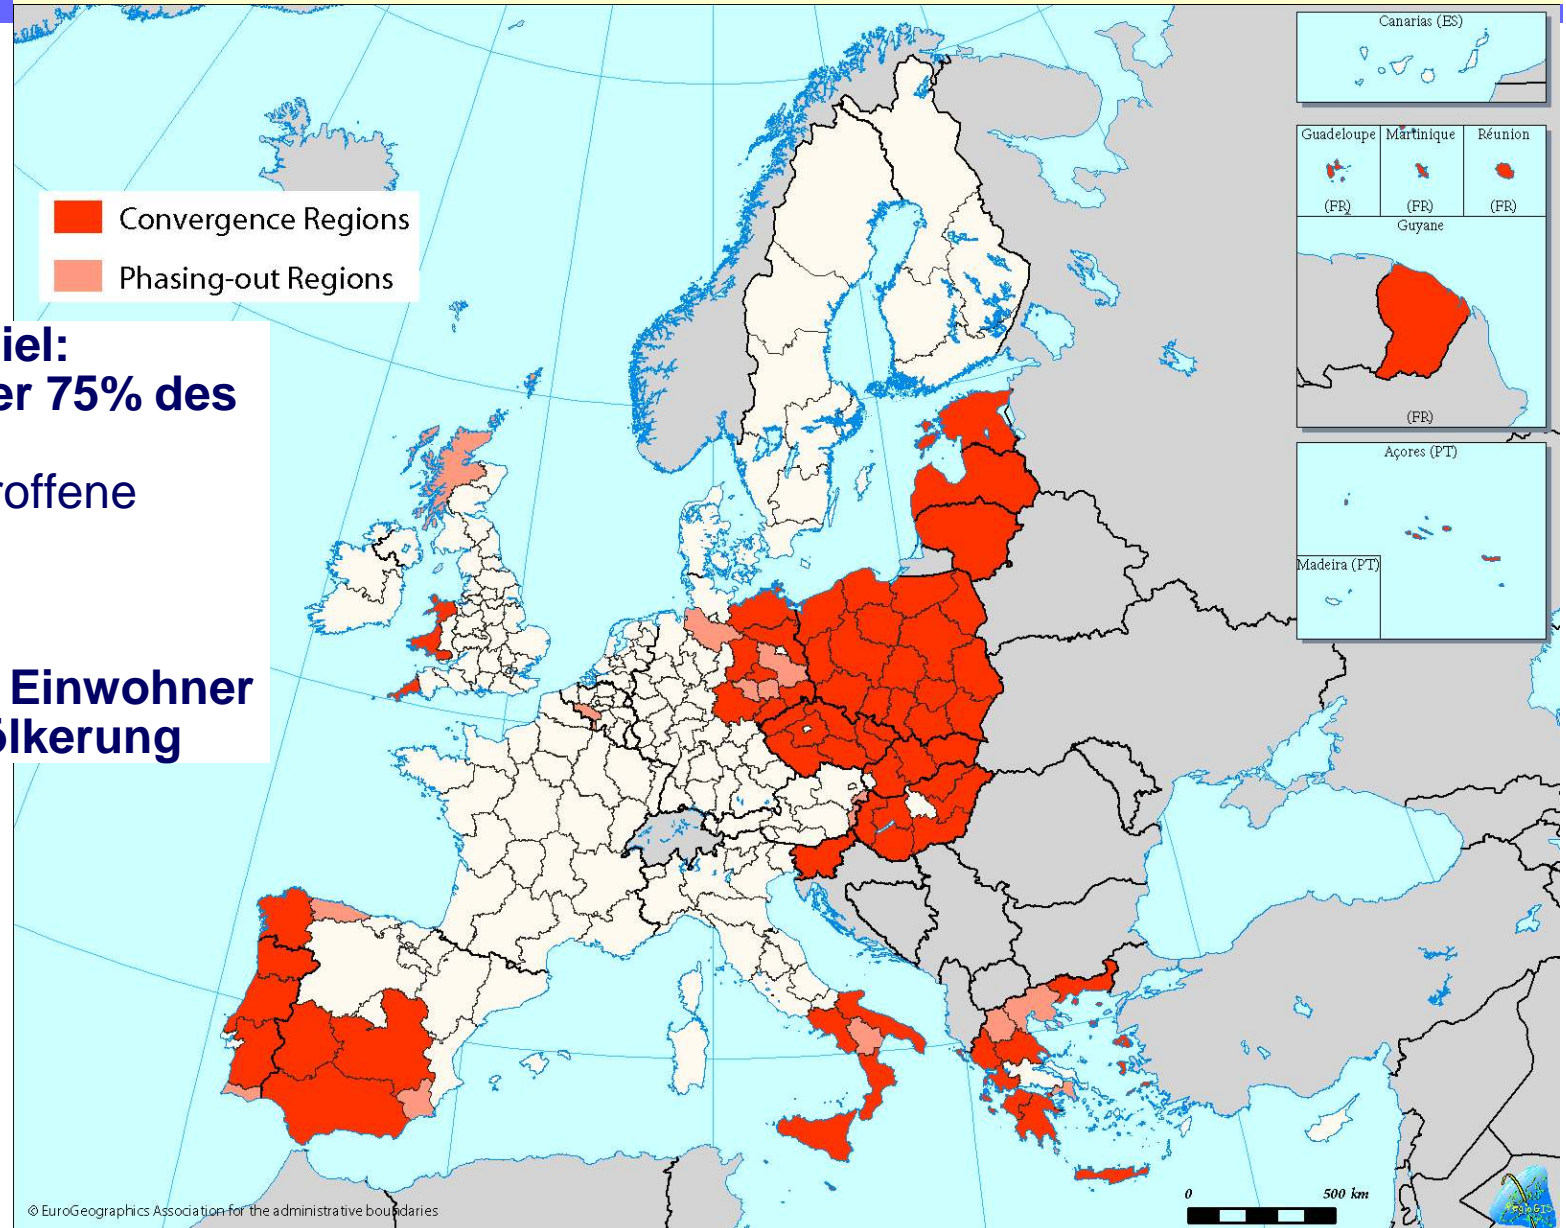 Convergence Regions
Phasing-out Regions
iel:
er 75% des
roffene
Einwohner
ölkerung
Canarias (ES)
Guadeloupe
Martinique
Réunion
(FR)
(FR)
(FR)
Guyane
(FR)
Açores (PT)
Madeira (PT)
0
500 km
© EuroGeographics Association for the administrative boundaries
RegioGIS